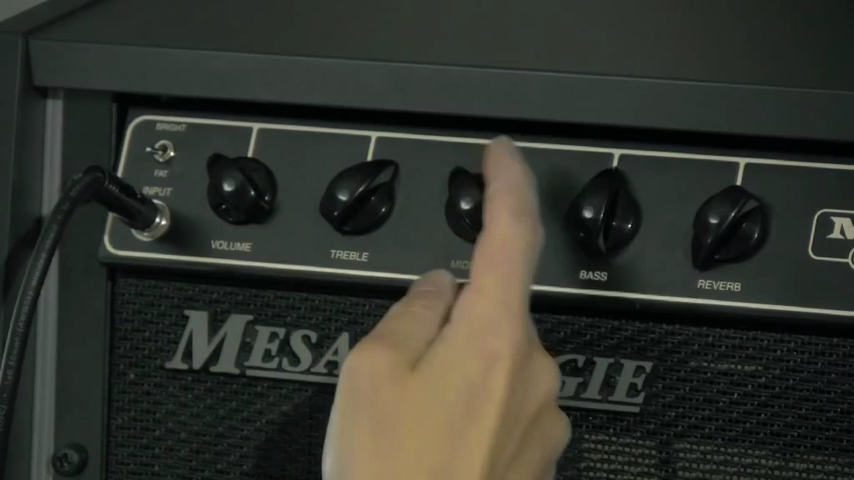 BRIGHT
FAT
INPUT
VOLUME
TREBLE
BASS
REVERB
MESA
GIE